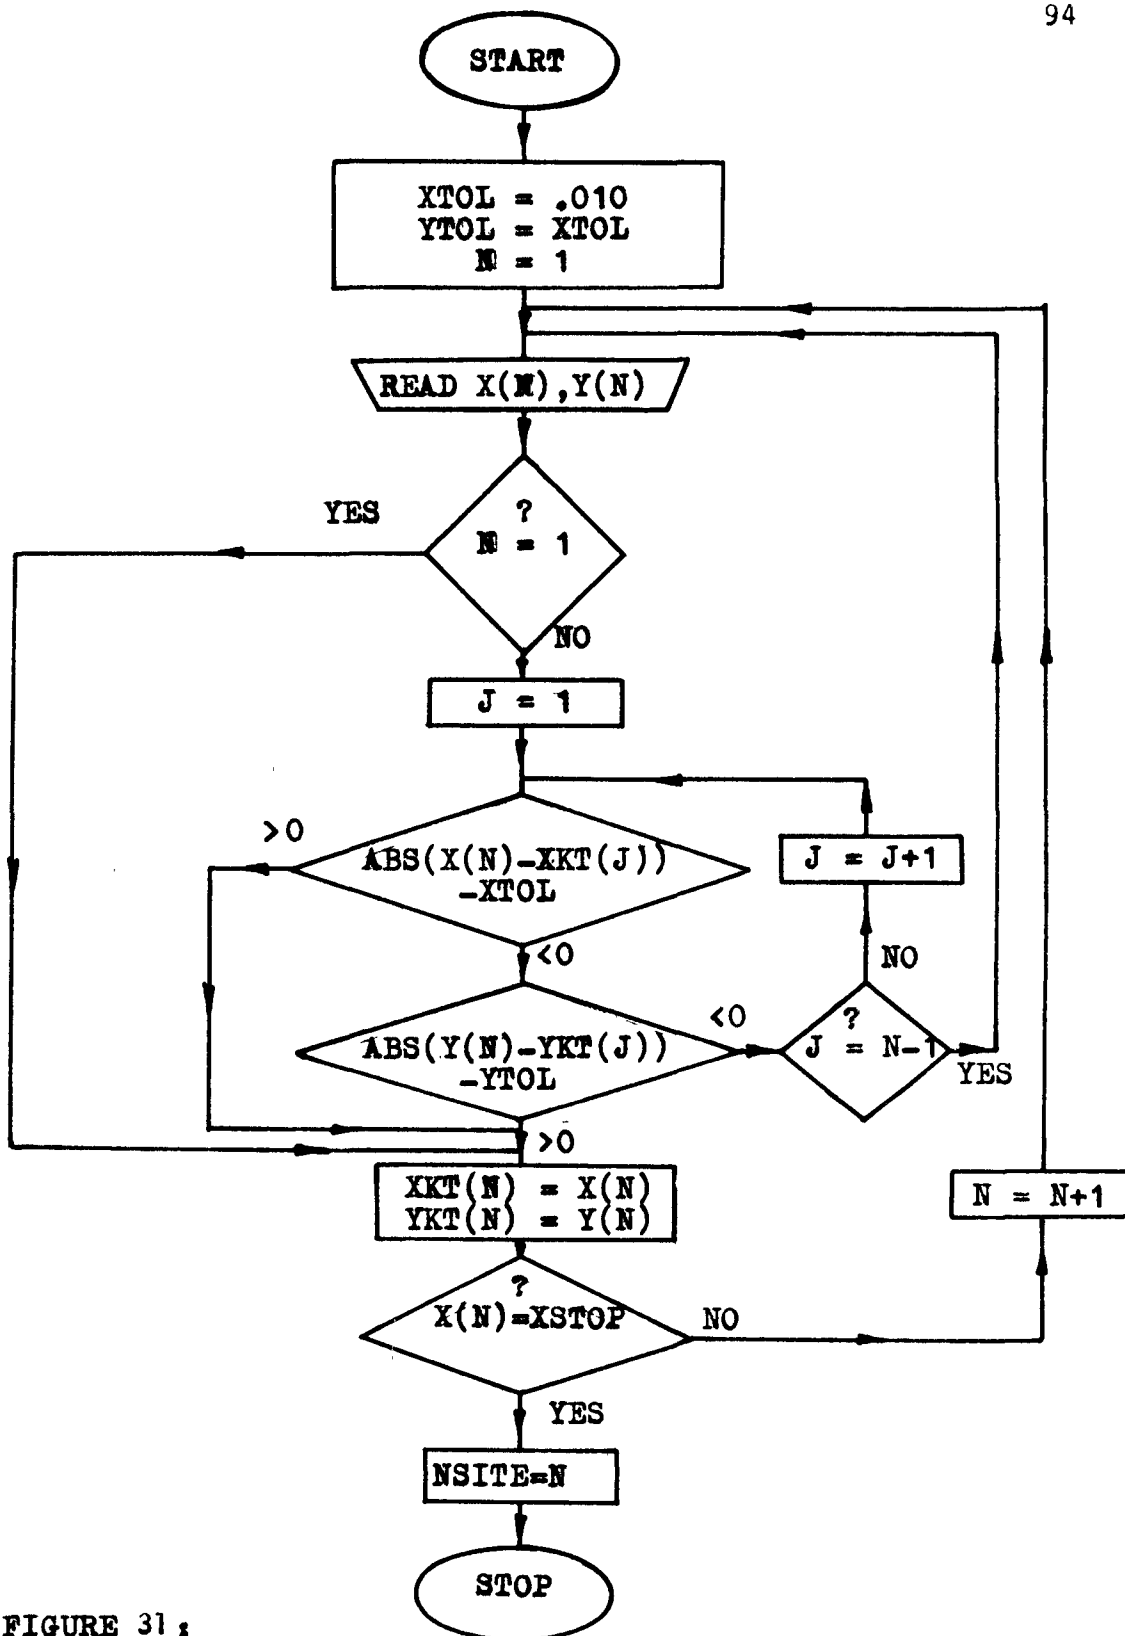 94
START
XTOL = .010
YTOL = XTOL
N = 1
READ X(N),Y(N)
YES
?
N = 1
NO
J = 1
>0
ABS(X(N)-XKT(J))
-XTOL
J = J+1
<0
NO
<0
ABS(Y(N)-YKT(J))
-YTOL
?
J = N-1
YES
>0
XKT(N) = X(N)
YKT(N) = Y(N)
N = N+1
?
X(N)=XSTOP
NO
YES
NSITE=N
STOP
FIGURE 31: